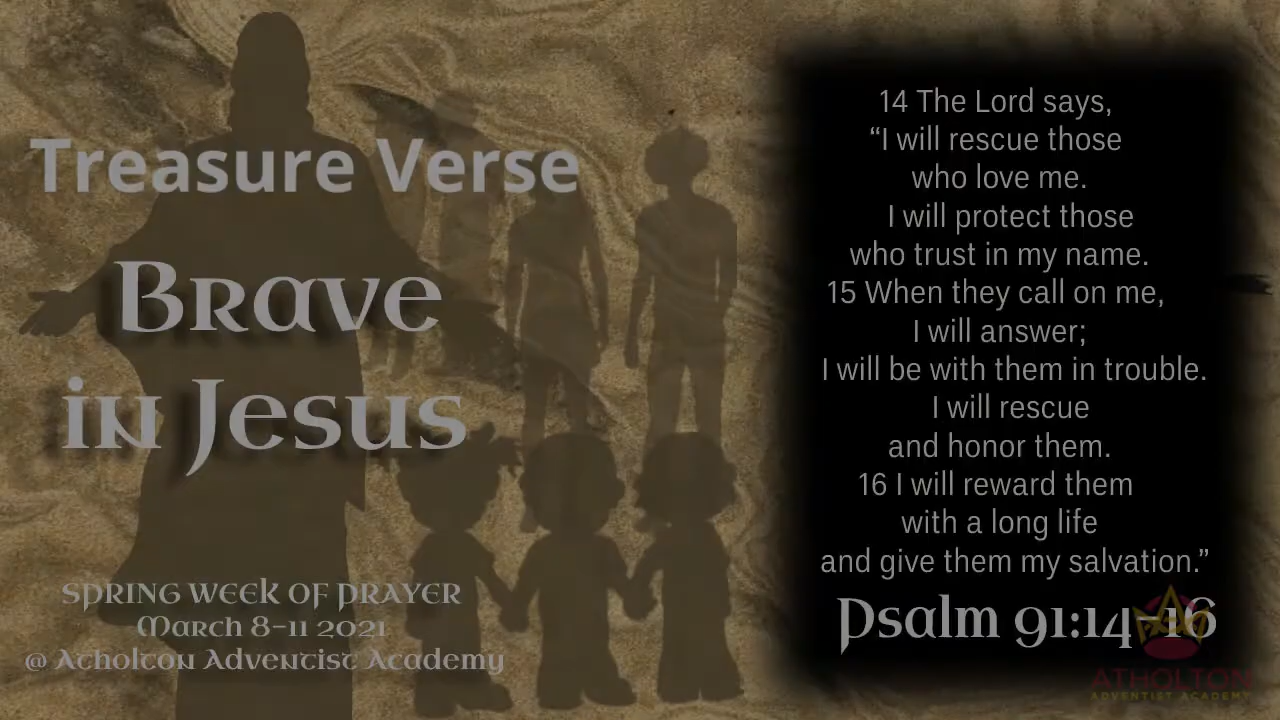 Treasure Verse
Brave
in Jesus
SPRING WEEK OF PRAYER
March 8-11 2021
@ Atholton Adventist Academy
14 The Lord says,
“I will rescue those
who love me.
I will protect those
who trust in my name.
15 When they call on me,
I will answer;
I will be with them in trouble.
I will rescue
and honor them.
16 I will reward them
with a long life
and give them my salvation.”
Psalm 91:14-16
ATHOLTON
ADVENTIST ACADEMY